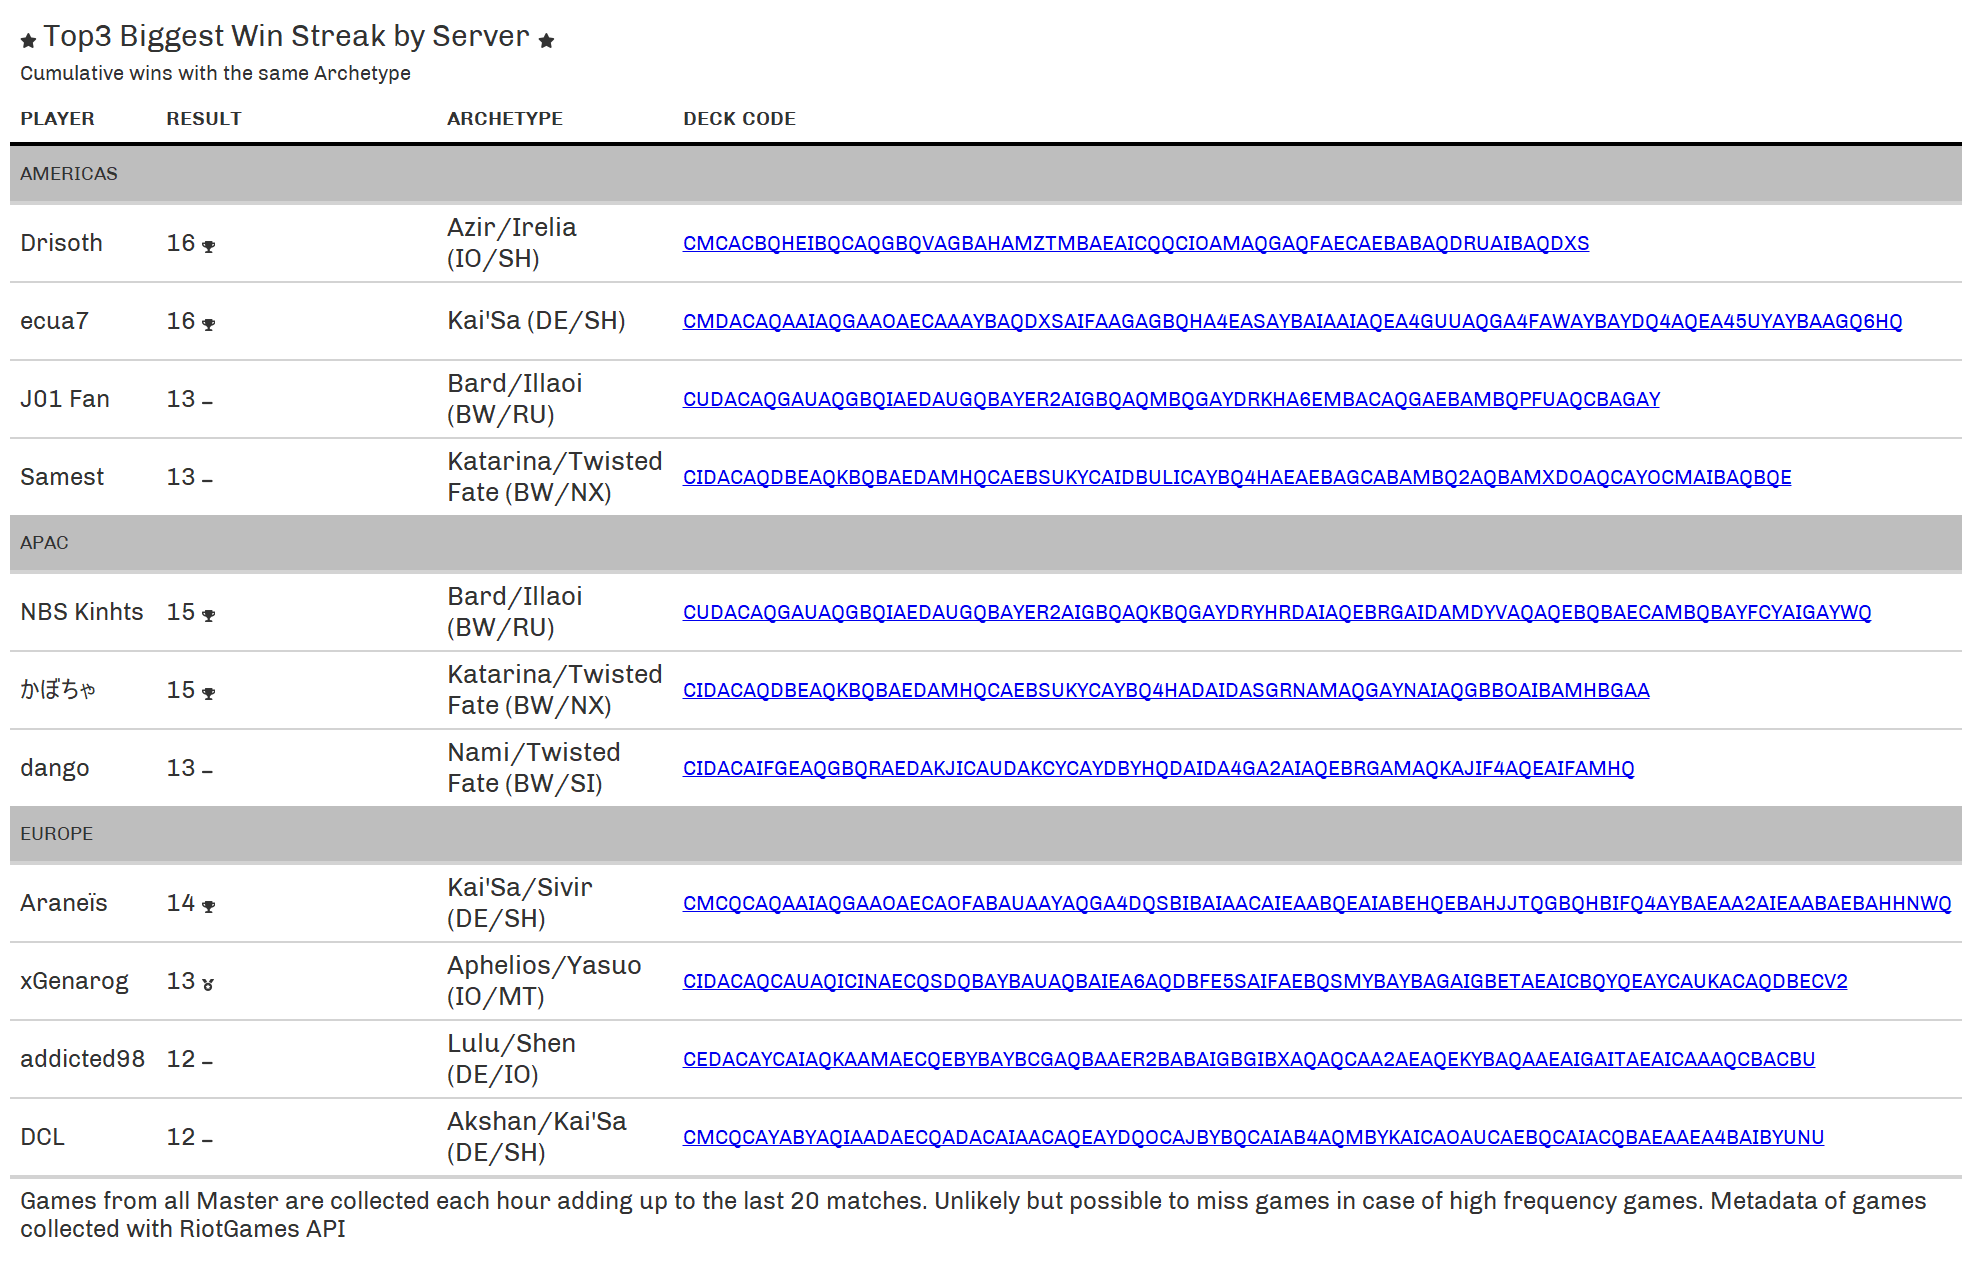 ★ Top3 Biggest Win Streak by Server ★
Cumulative wins with the same Archetype
PLAYER RESULT ARCHETYPE DECK CODE
AMERICAS
Drisoth 16 Azir/Irelia (IO/SH) CMCACBQHEIBQCAQGBQVAGBAHAMZTMBAEAICQQCIOAMAQGAQFAECAEBABAQDRUAIBAQDXS
ecua7 16 Kai'Sa (DE/SH) CMDACAQAAIAQGAAOAECAAAYBAQDXSAIFAAGAGBQHA4EASAYBAIAAIAQEA4GUUAQGA4FAWAYBAYDQ4AQEA45UYAYBAAGQ6HQ
J01 Fan 13 – Bard/Illaoi (BW/RU) CUDACAQGAUAQGBQIAEDAUGQBAYER2AIGBQAQMBQGAYDRKHA6EMBACAQGAEBAMBQPFUAQCBAGAY
Samest 13 – Katarina/Twisted Fate (BW/NX) CIDACAQDBEAQKBQBAEDAMHQCAEBSUKYCAIDBULICAYBQ4HAEAEBAGCABAMBQ2AQBAMXDOAQCAYOCMAIBAQBQE
APAC
NBS Kinhts 15 Bard/Illaoi (BW/RU) CUDACAQGAUAQGBQIAEDAUGQBAYER2AIGBQAQKBQGAYDRYHRDAIAQEBRGAIDAMDYVAQAQEBQBAECAMBQBAYFCYAIGAYWQ
かぼちゃ 15 Katarina/Twisted Fate (BW/NX) CIDACAQDBEAQKBQBAEDAMHQCAEBSUKYCAYBQ4HADAIDASGRNAMAQGAYNAIAQGBBOAIBAMHBGAA
dango 13 – Nami/Twisted Fate (BW/SI) CIDACAIFGEAQGBQRAEDAKJICAUDAKCYCAYDBYHQDAIDA4GA2AIAQEBRGAMAQKAJIF4AQEAIFAMHQ
EUROPE
Araneïs 14 Kai'Sa/Sivir (DE/SH) CMCQCAQAAIAQGAAOAECAOFABAUAAYAQGA4DQSBIBAIAACAIEAABQEAIABEHQEBAHJJTQGBQHBIFQ4AYBAEAA2AIEAABAEBAHHNWQ
xGenarog 13 Aphelios/Yasuo (IO/MT) CIDACAQCAUAQICINAECQSDQBAYBAUAQBAIEA6AQDBFE5SAIFAEBQSMYBAYBAGAIGBETAEAICBQYQEAYCAUKACAQDBECV2
addicted98 12 – Lulu/Shen (DE/IO) CEDACAYCAIAQKAAMAECQEBYBAYBCGAQBAAER2BABAIGBGIBXAQAQCAA2AEAQEKYBAQAAEAIGAITAEAICAAAQCBACBU
DCL 12 – Akshan/Kai'Sa (DE/SH) CMCQCAYABYAQIAADAECQADACAIAACAQEAYDQOCAJBYBQCAIAB4AQMBYKAICAOAUCAEBQCAIACQBAEAAEA4BAIBYUNU
Games from all Master are collected each hour adding up to the last 20 matches. Unlikely but possible to miss games in case of high frequency games. Metadata of games
collected with RiotGames API